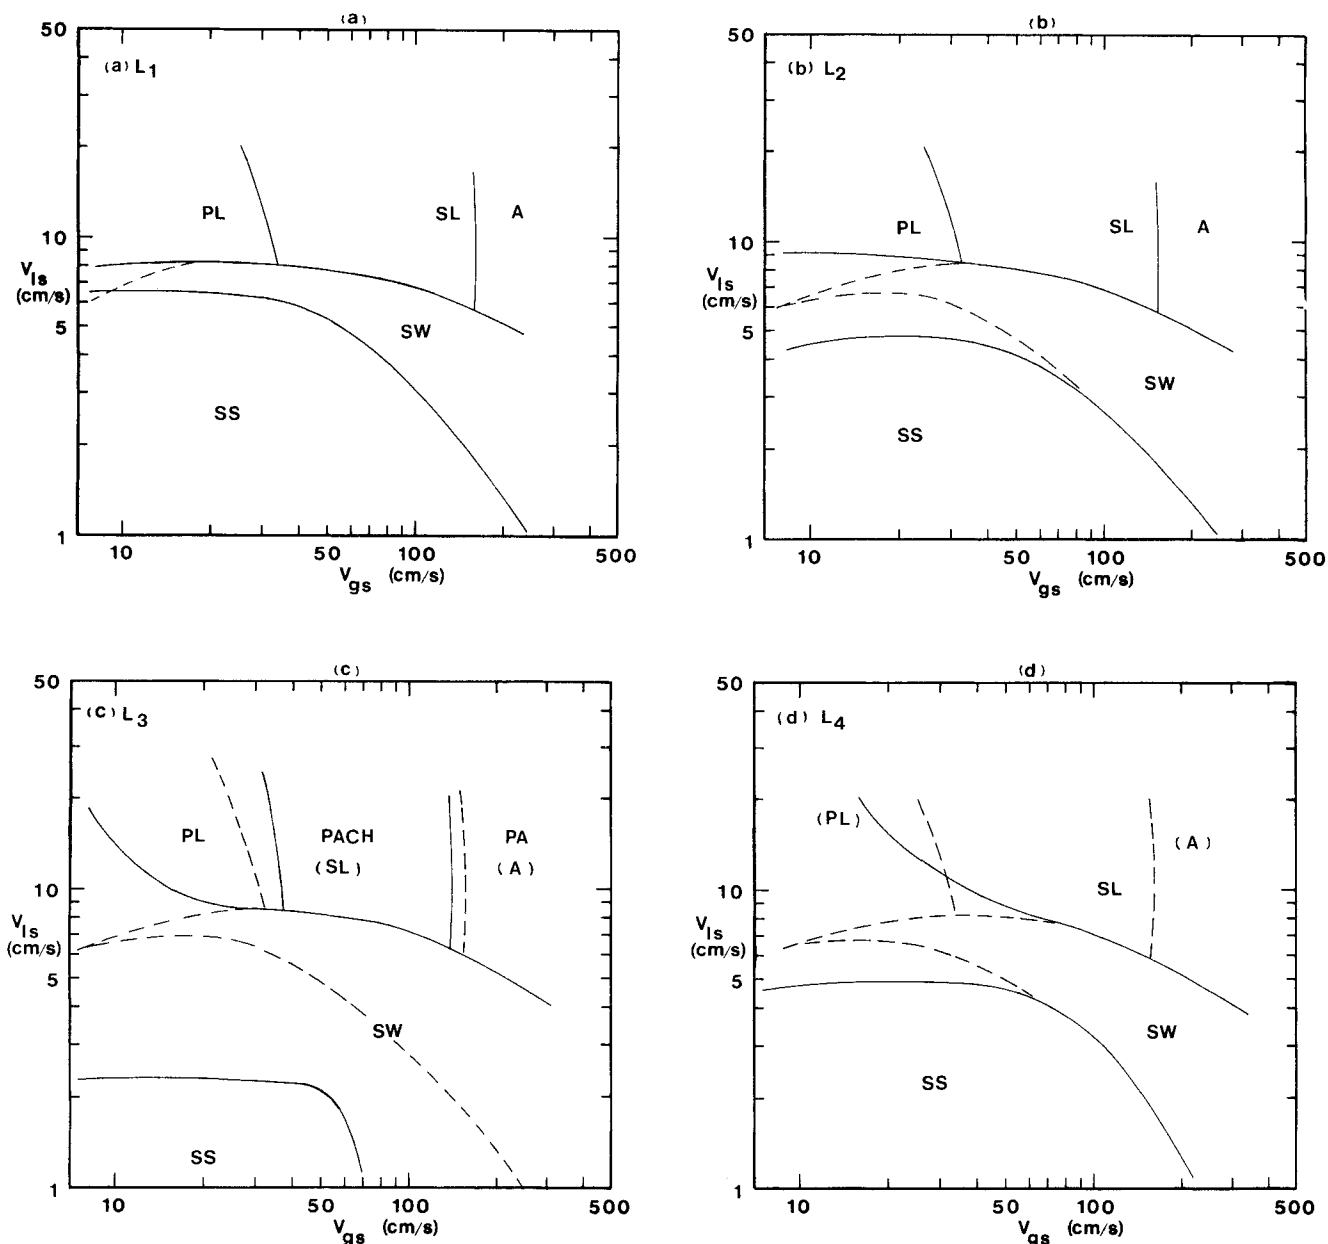 (a)
50
(a) L1
PL
SL
A
10
Vls
(cm/s)
5
SW
SS
1
10
50
100
500
Vgs (cm/s)
(b)
50
(b) L2
PL
SL
A
10
Vls
(cm/s)
5
SW
SS
1
10
50
100
500
Vgs (cm/s)
(c)
50
(c) L3
PL
PACH
(SL)
PA
(A)
10
Vls
(cm/s)
5
SW
SS
1
10
50
100
500
Vgs (cm/s)
(d)
50
(d) L4
(PL)
(A)
SL
10
Vls
(cm/s)
5
SW
SS
1
10
50
100
500
Vgs (cm/s)